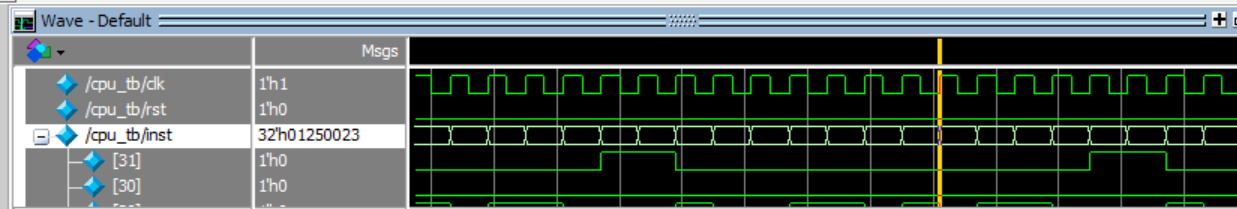 Wave - Default
Msgs
/cpu_tb/clk 1'h1
/cpu_tb/rst 1'h0
/cpu_tb/inst 32'h01250023
[31] 1'h0
[30] 1'h0